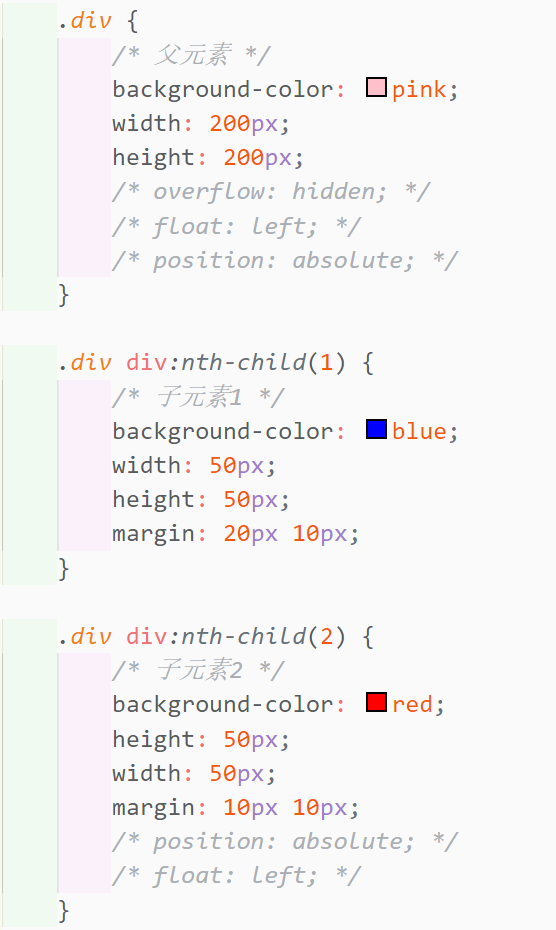 .div {
/* 父元素 */
background-color: pink;
width: 200px;
height: 200px;
/* overflow: hidden; */
/* float: left; */
/* position: absolute; */
}
.div div:nth-child(1) {
/* 子元素1 */
background-color: blue;
width: 50px;
height: 50px;
margin: 20px 10px;
}
.div div:nth-child(2) {
/* 子元素2 */
background-color: red;
height: 50px;
width: 50px;
margin: 10px 10px;
/* position: absolute; */
/* float: left; */
}